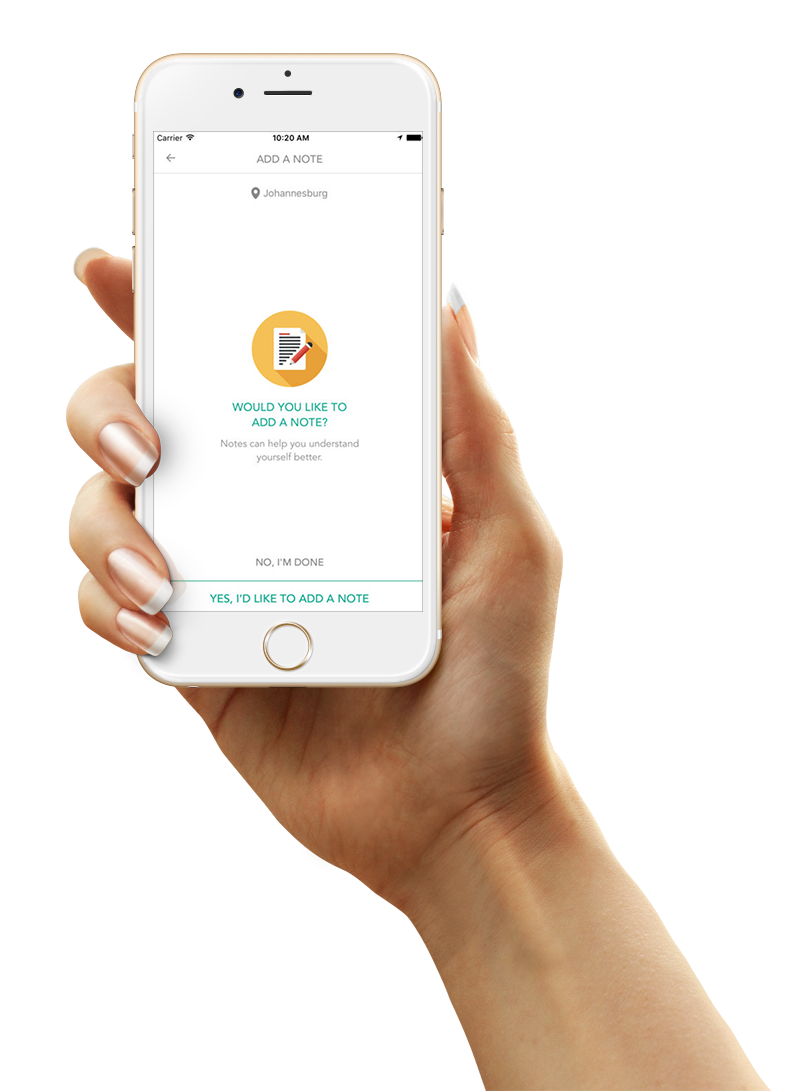 Carrier 10:20 AM
ADD A NOTE
Johannesburg
WOULD YOU LIKE TO
ADD A NOTE?
Notes can help you understand
yourself better.
NO, I'M DONE
YES, I'D LIKE TO ADD A NOTE